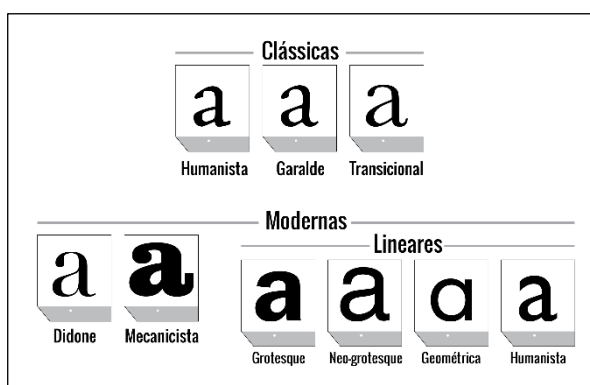 Clássicas
a a a
Humanista Garalde Transicional
Modernas
Lineares
a a a a a a
Didone Mecanicista Grotesque Neo-grotesque Geométrica Humanista